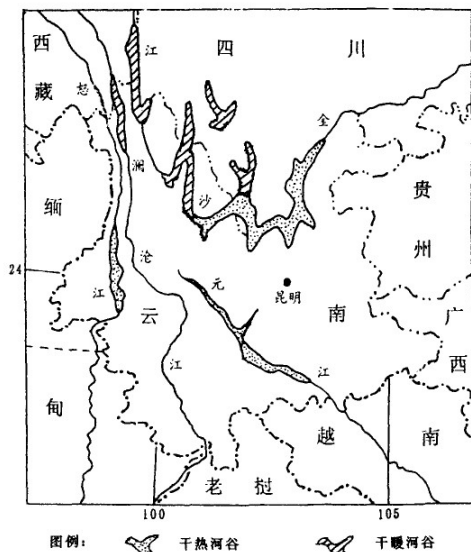 西 江 四 川
藏 怒 金
澜 贵
缅 沙 州
沧
24 元 昆明
江 云 南 广
江 江 西
甸 越 南
老 挝
100 105
图例: 干热河谷 干暖河谷